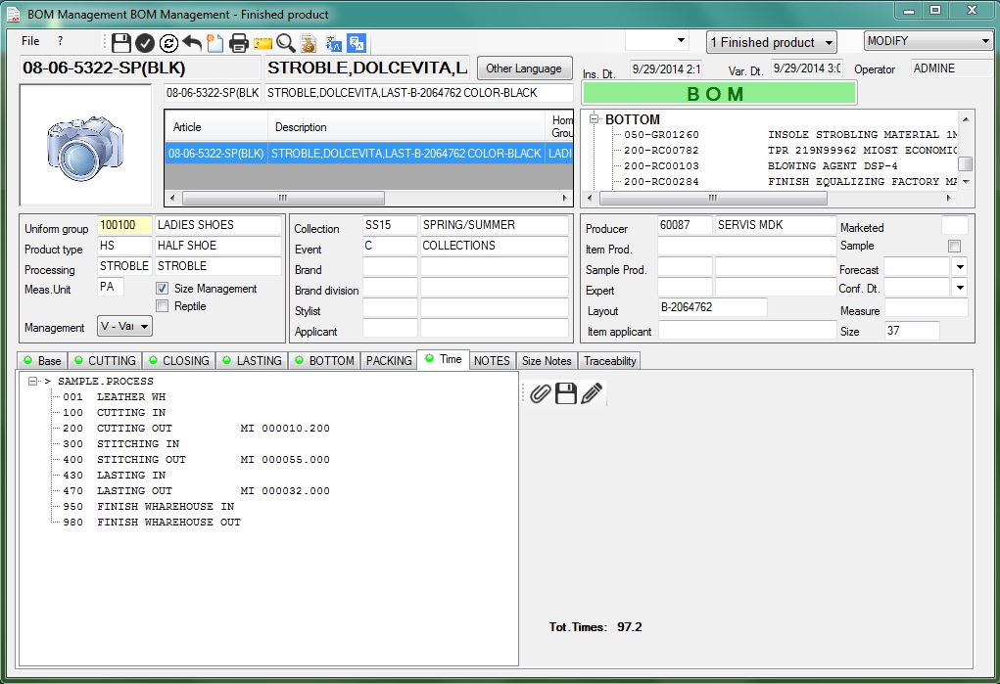 BOM Management BOM Management - Finished product
File ?
1 Finished product
MODIFY
08-06-5322-SP(BLK)
STROBLE,DOLCEVITA,L
Other Language
Ins. Dt. 9/29/2014 2:1
Var. Dt. 9/29/2014 3:0
Operator ADMINE
08-06-5322-SP(BLK
STROBLE,DOLCEVITA,LAST-B-2064762 COLOR-BLACK
B O M
Article Description Hom Grou
08-06-5322-SP(BLK) STROBLE,DOLCEVITA,LAST-B-2064762 COLOR-BLACK LADI
BOTTOM
050-GR01260 INSOLE STROBLING MATERIAL 1M
200-RC00782 TPR 219N99962 MIOST ECONOMIC
200-RC00103 BLOWING AGENT DSP-4
200-RC00284 FINISH EQUALIZING FACTORY MA
Uniform group 100100 LADIES SHOES
Product type HS HALF SHOE
Processing STROBLE STROBLE
Meas.Unit PA
Size Management
Reptile
Management V - Vai
Collection SS15 SPRING/SUMMER
Event C COLLECTIONS
Brand
Brand division
Stylist
Applicant
Producer 60087 SERVIS MDK
Item Prod.
Sample Prod.
Expert
Layout B-2064762
Item applicant
Marketed
Sample
Forecast
Conf. Dt.
Measure
Size 37
Base CUTTING CLOSING LASTING BOTTOM PACKING Time NOTES Size Notes Traceability
> SAMPLE.PROCESS
001 LEATHER WH
100 CUTTING IN
200 CUTTING OUT MI 000010.200
300 STITCHING IN
400 STITCHING OUT MI 000055.000
430 LASTING IN
470 LASTING OUT MI 000032.000
950 FINISH WHAREHOUSE IN
980 FINISH WHAREHOUSE OUT
Tot.Times: 97.2